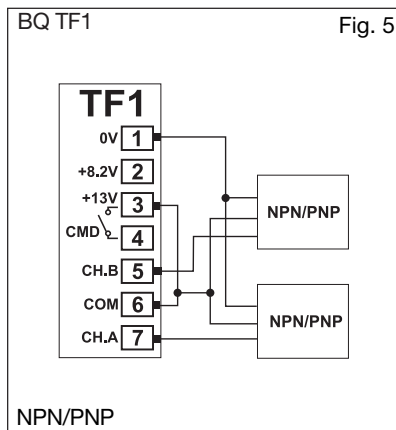 BQ TF1
Fig. 5
TF1
0V 1
+8.2V 2
+13V 3
CMD 4
CH.B 5
COM 6
CH.A 7
NPN/PNP
NPN/PNP
NPN/PNP